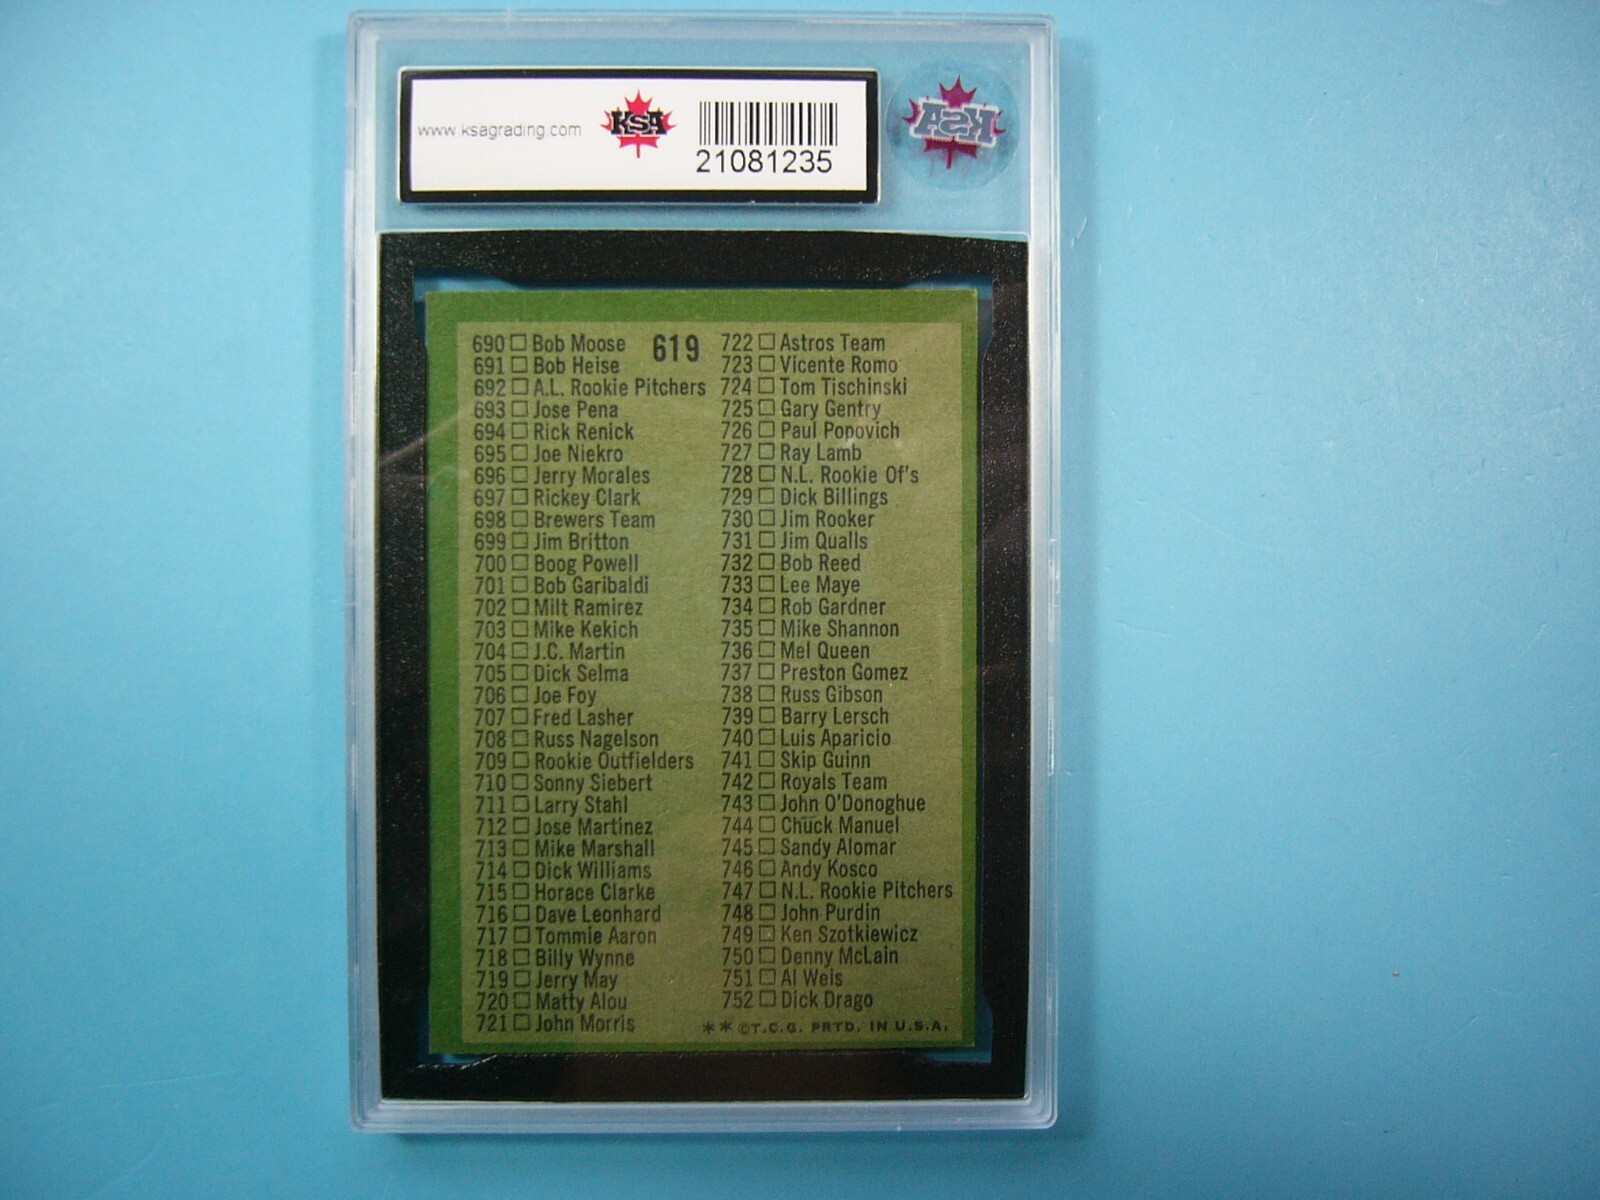 www.ksagrading.com
KSA
21081235
KSA
619
690 Bob Moose
691 Bob Heise
692 A.L. Rookie Pitchers
693 Jose Pena
694 Rick Renick
695 Joe Niekro
696 Jerry Morales
697 Rickey Clark
698 Brewers Team
699 Jim Britton
700 Boog Powell
701 Bob Garibaldi
702 Milt Ramirez
703 Mike Kekich
704 J.C. Martin
705 Dick Selma
706 Joe Foy
707 Fred Lasher
708 Russ Nagelson
709 Rookie Outfielders
710 Sonny Siebert
711 Larry Stahl
712 Jose Martinez
713 Mike Marshall
714 Dick Williams
715 Horace Clarke
716 Dave Leonhard
717 Tommie Aaron
718 Billy Wynne
719 Jerry May
720 Matty Alou
721 John Morris
722 Astros Team
723 Vicente Romo
724 Tom Tischinski
725 Gary Gentry
726 Paul Popovich
727 Ray Lamb
728 N.L. Rookie Of's
729 Dick Billings
730 Jim Rooker
731 Jim Qualls
732 Bob Reed
733 Lee Maye
734 Rob Gardner
735 Mike Shannon
736 Mel Queen
737 Preston Gomez
738 Russ Gibson
739 Barry Lersch
740 Luis Aparicio
741 Skip Guinn
742 Royals Team
743 John O'Donoghue
744 Chuck Manuel
745 Sandy Alomar
746 Andy Kosco
747 N.L. Rookie Pitchers
748 John Purdin
749 Ken Szotkiewicz
750 Denny McLain
751 Al Weis
752 Dick Drago
** ©T.C.G. PRTD. IN U.S.A.